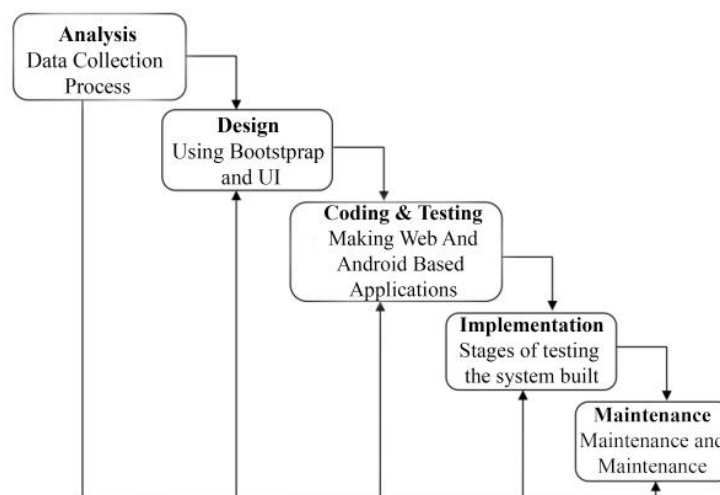 Analysis
Data Collection
Process
Design
Using Bootstprap
and UI
Coding & Testing
Making Web And
Android Based
Applications
Implementation
Stages of testing
the system built
Maintenance
Maintenance and
Maintenance